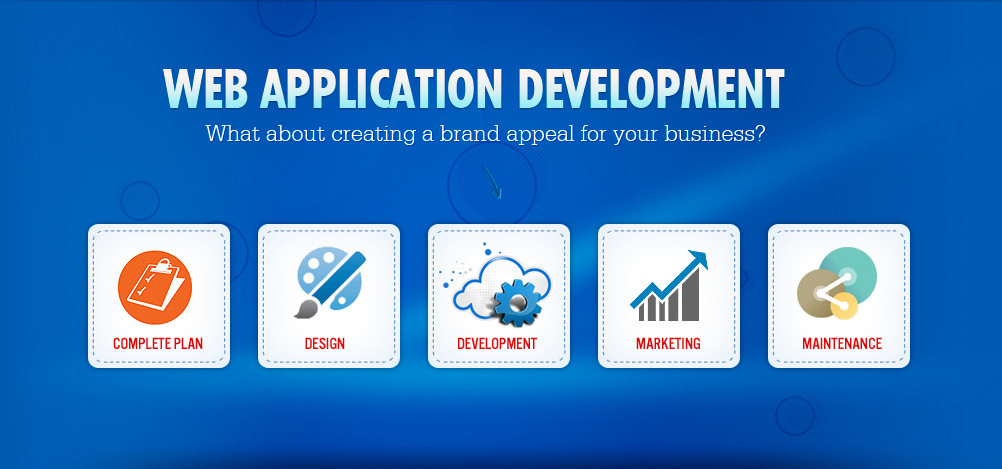 WEB APPLICATION DEVELOPMENT
What about creating a brand appeal for your business?
COMPLETE PLAN
DESIGN
DEVELOPMENT
MARKETING
MAINTENANCE